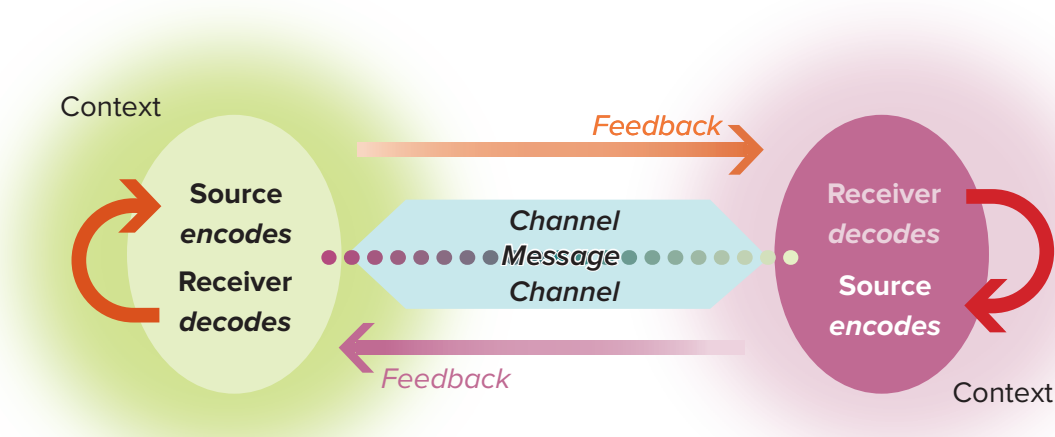 Context
Source
encodes
Receiver
decodes
Feedback
Channel
Message
Channel
Feedback
Receiver
decodes
Source
encodes
Context